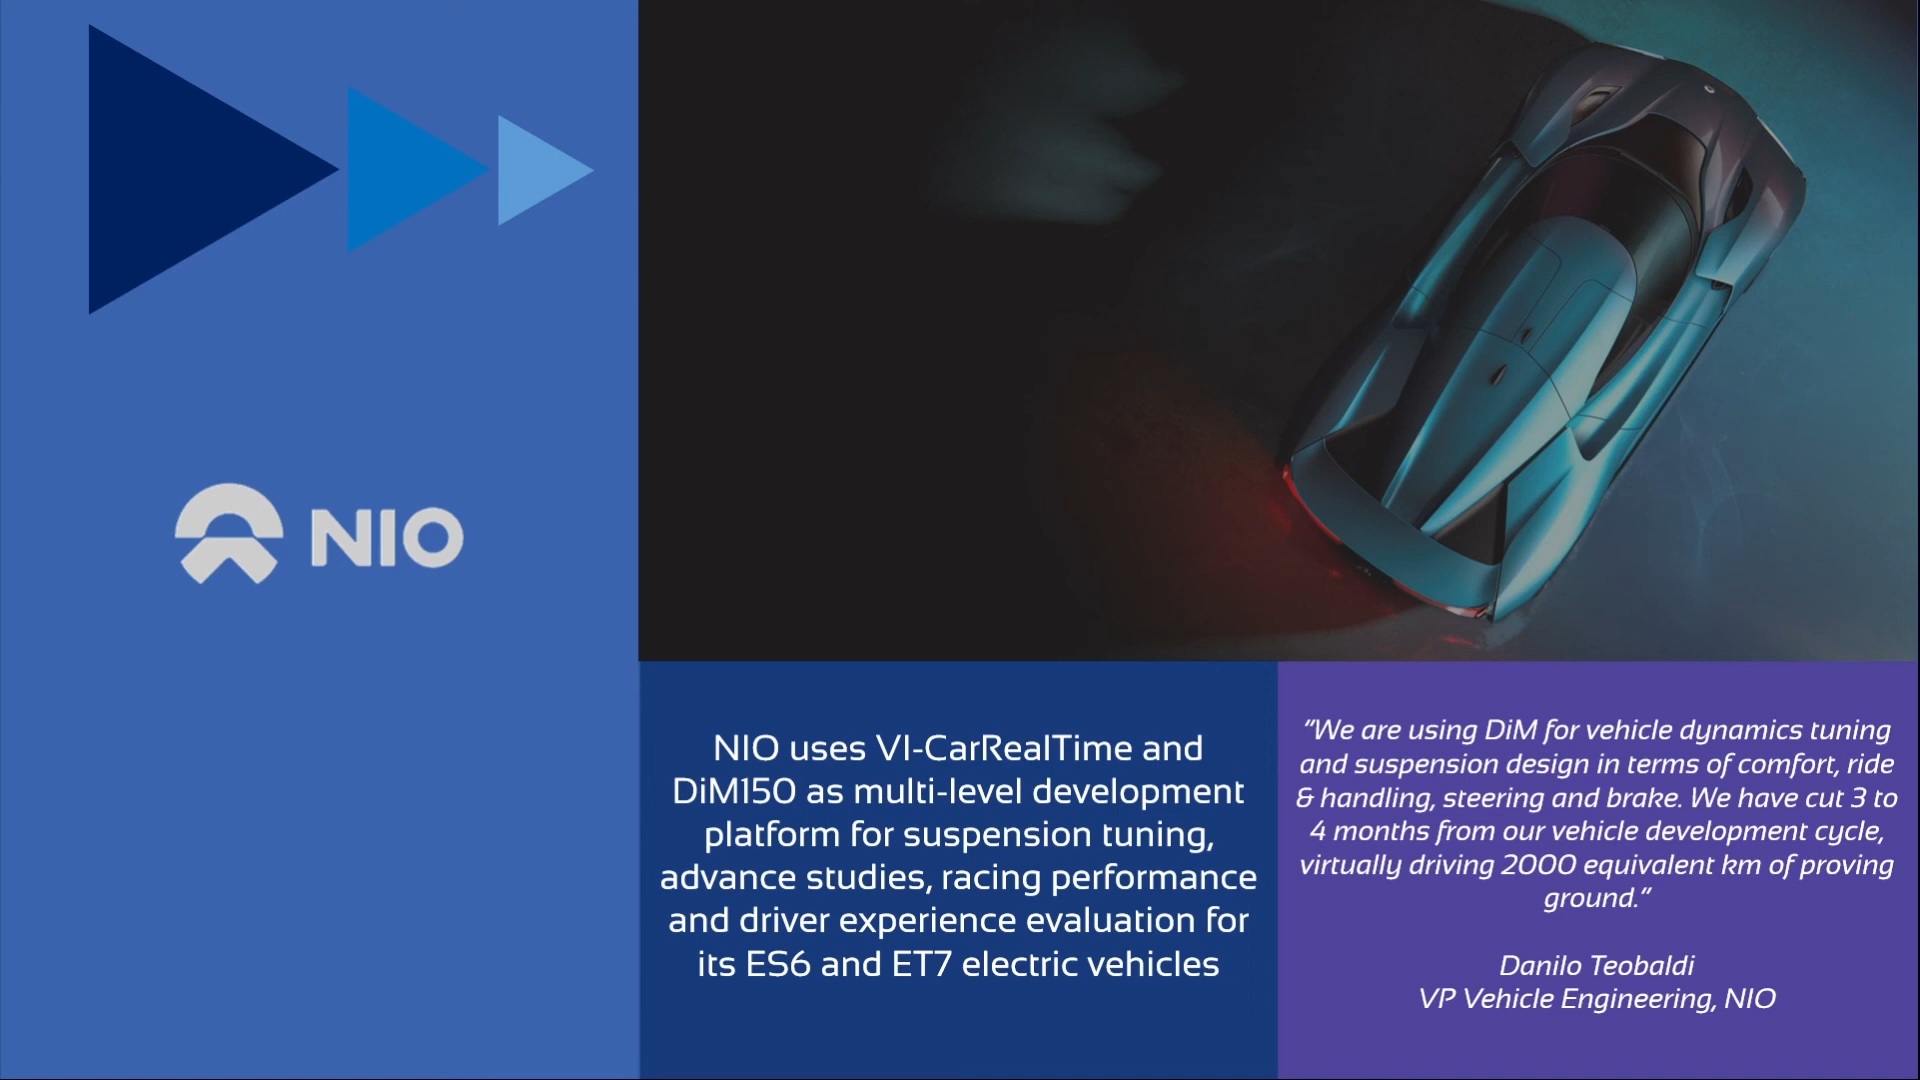 NIO
NIO uses VI-CarRealTime and
DiM150 as multi-level development
platform for suspension tuning,
advance studies, racing performance
and driver experience evaluation for
its ES6 and ET7 electric vehicles
“We are using DiM for vehicle dynamics tuning
and suspension design in terms of comfort, ride
& handling, steering and brake. We have cut 3 to
4 months from our vehicle development cycle,
virtually driving 2000 equivalent km of proving
ground.”
Danilo Teobaldi
VP Vehicle Engineering, NIO